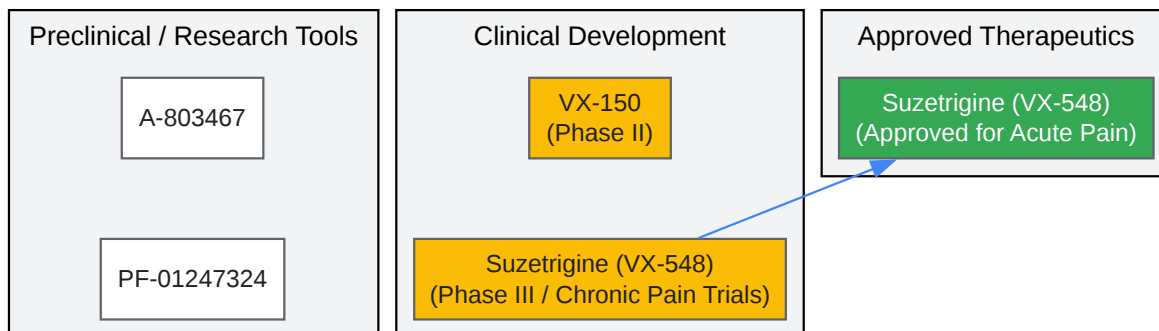 Preclinical / Research Tools
A-803467
PF-01247324
Clinical Development
VX-150
(Phase II)
Suzetrigine (VX-548)
(Phase III / Chronic Pain Trials)
Approved Therapeutics
Suzetrigine (VX-548)
(Approved for Acute Pain)